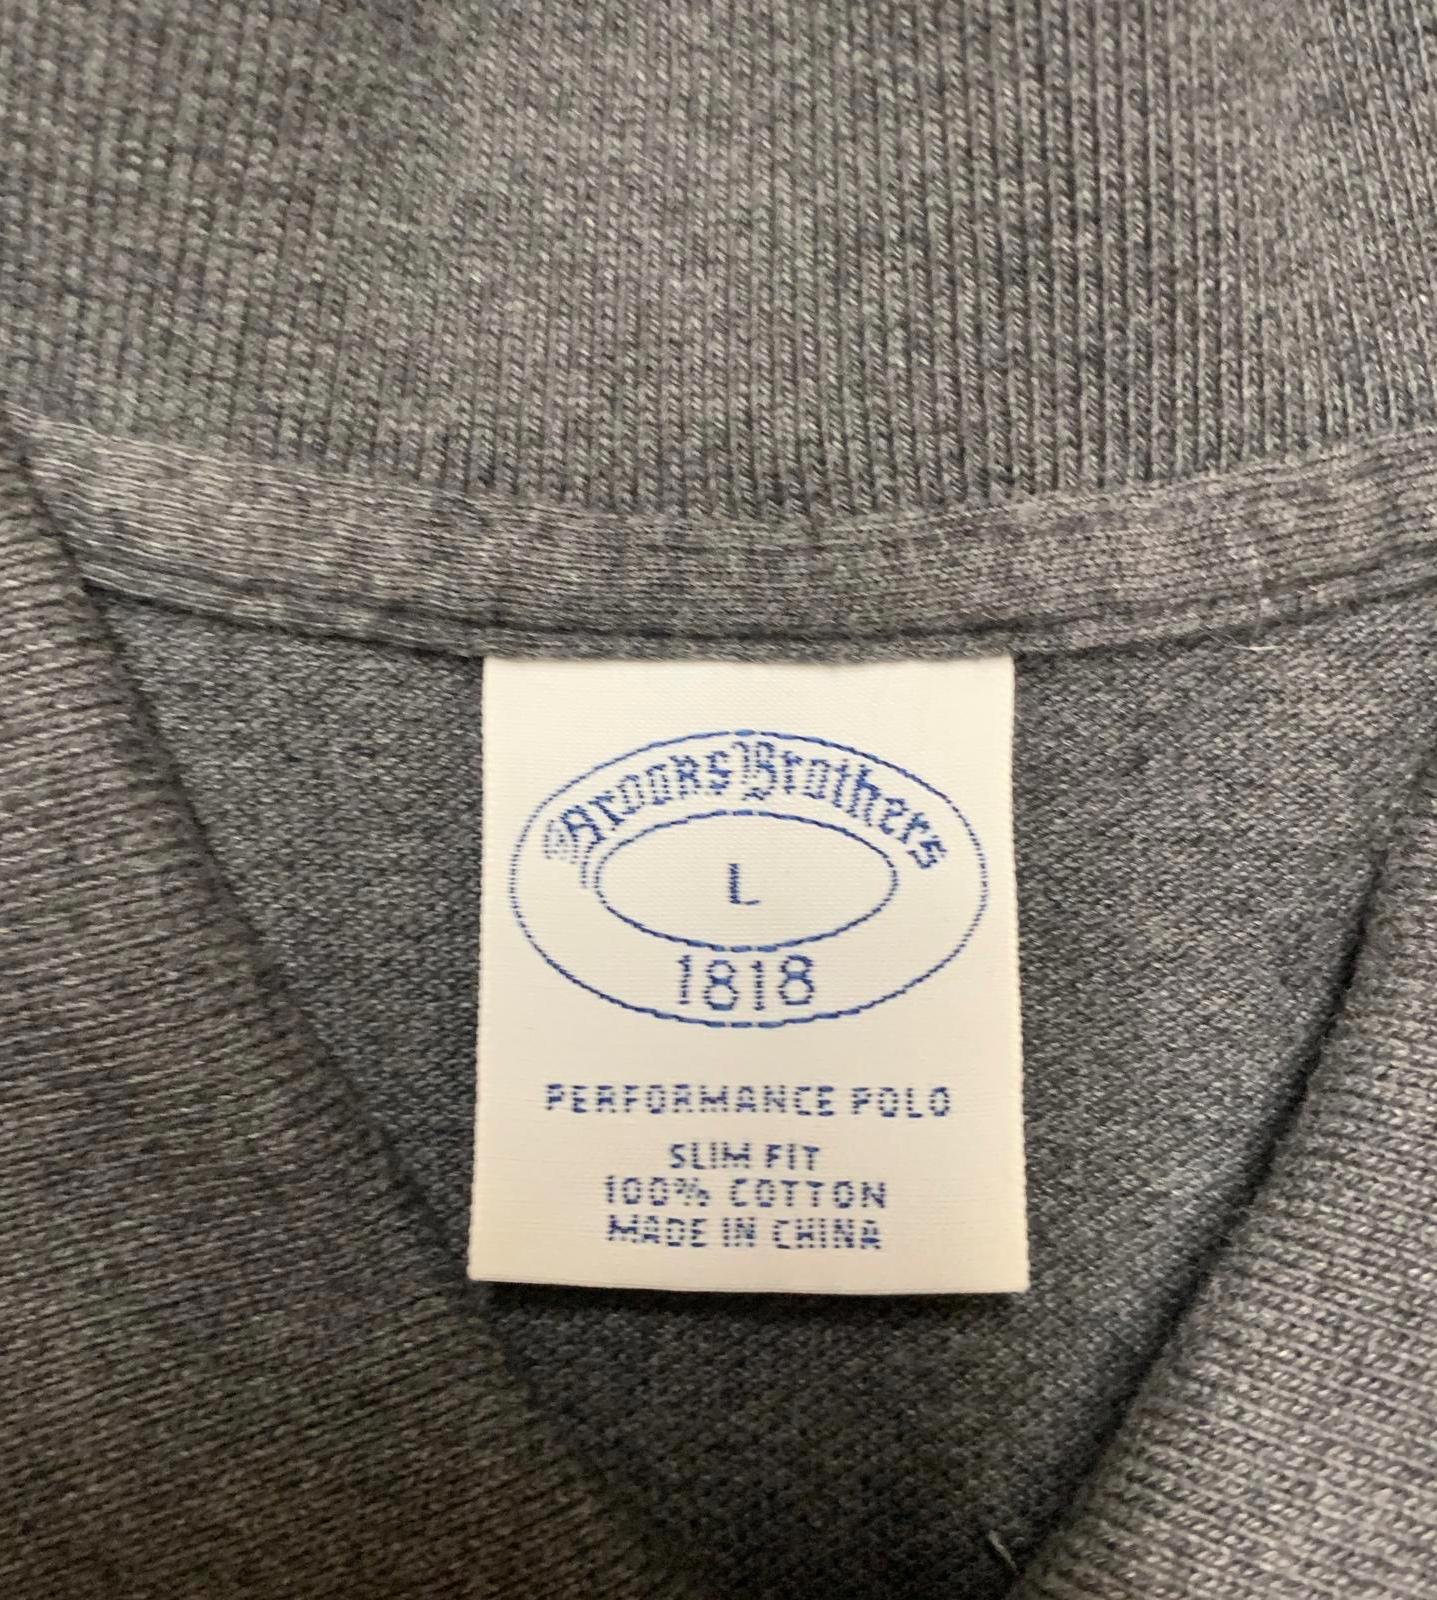 Brooks Brothers
L
1818
PERFORMANCE POLO
SLIM FIT
100% COTTON
MADE IN CHINA